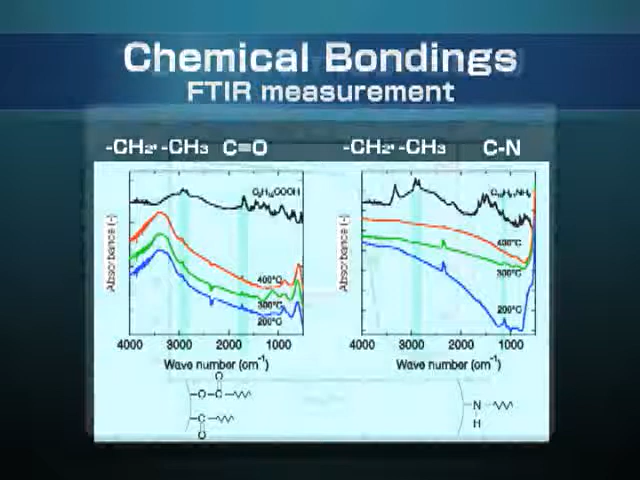 Chemical Bondings
FTIR measurement
-CH₂, -CH₃ C=O
-CH₂, -CH₃ C-N
Absorbance (-)
400°C
300°C
200°C
4000 3000 2000 1000
Wave number (cm⁻¹)
Absorbance (-)
400°C
300°C
200°C
4000 3000 2000 1000
Wave number (cm⁻¹)
O
-O-C-
-C-
O
-N-
H